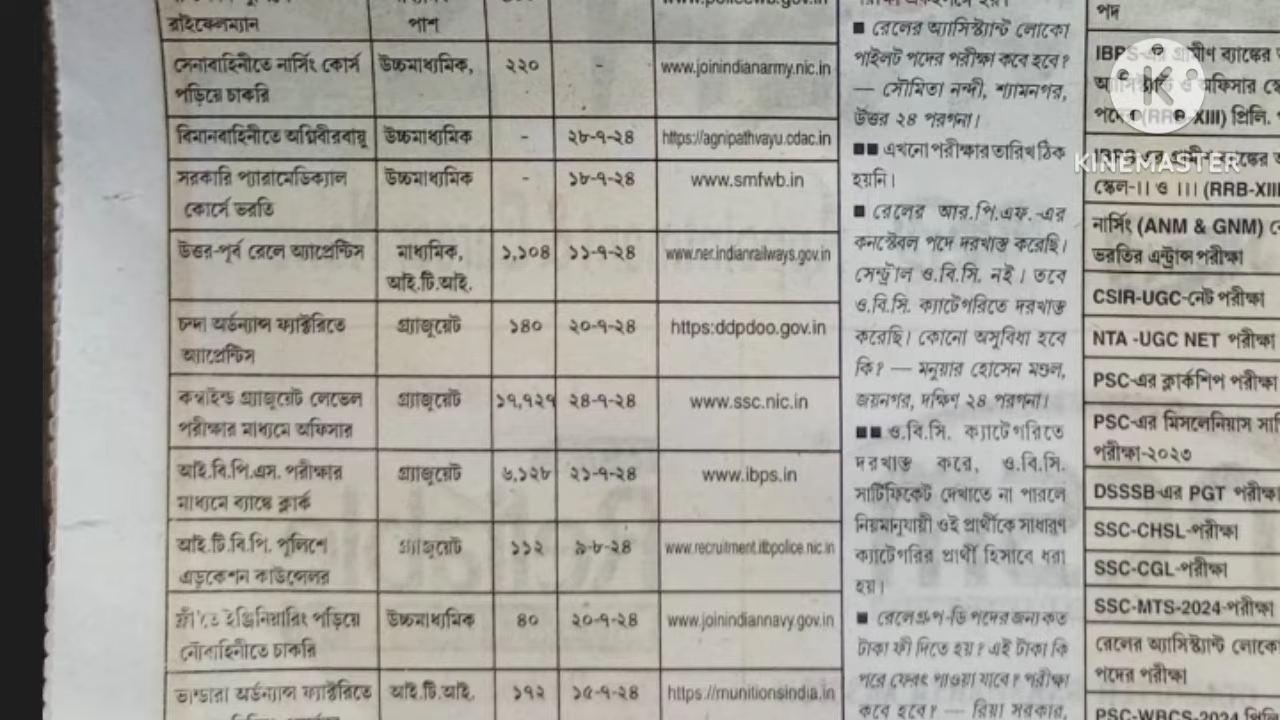 রাইফেলম্যান
পাশ
www.policewb.gov.in
সেনাবাহিনীতে নার্সিং কোর্স
পড়িয়ে চাকরি
উচ্চমাধ্যমিক,
২২০
-
www.joinindianarmy.nic.in
বিমানবাহিনীতে অগ্নিবীরবায়ু
উচ্চমাধ্যমিক
-
২৮-৭-২৪
https://agnipathvayu.cdac.in
সরকারি প্যারামেডিক্যাল
কোর্সে ভরতি
উচ্চমাধ্যমিক
-
১৮-৭-২৪
www.smfwb.in
উত্তর-পূর্ব রেলে অ্যাপ্রেন্টিস
মাধ্যমিক,
আই.টি.আই.
১,১০৪
১১-৭-২৪
www.ner.indianrailways.gov.in
চন্দা অর্ডন্যান্স ফ্যাক্টরিতে
অ্যাপ্রেন্টিস
গ্র্যাজুয়েট
১৪০
২০-৭-২৪
https:ddpdoo.gov.in
কম্বাইন্ড গ্র্যাজুয়েট লেভেল
পরীক্ষার মাধ্যমে অফিসার
গ্র্যাজুয়েট
১৭,৭২৭
২৪-৭-২৪
www.ssc.nic.in
আই.বি.পি.এস. পরীক্ষার
মাধ্যমে ব্যাঙ্কে ক্লার্ক
গ্র্যাজুয়েট
৬,১২৮
২১-৭-২৪
www.ibps.in
আই.টি.বি.পি. পুলিশে
এডুকেশন কাউন্সেলর
গ্র্যাজুয়েট
১১২
৯-৮-২৪
www.recruitment.itbpolice.nic.in
ফ্রীতে ইঞ্জিনিয়ারিং পড়িয়ে
নৌবাহিনীতে চাকরি
উচ্চমাধ্যমিক
৪০
২০-৭-২৪
www.joinindiannavy.gov.in
ভান্ডারা অর্ডন্যান্স ফ্যাক্টরিতে
আই.টি.আই.
১৭২
১৫-৭-২৪
https://munitionsindia.in
■ রেলের অ্যাসিস্ট্যান্ট লোকো
পাইলট পদের পরীক্ষা কবে হবে?
— সৌমিতা নন্দী, শ্যামনগর,
উত্তর ২৪ পরগনা।
■■ এখনো পরীক্ষার তারিখ ঠিক
হয়নি।
■ রেলের আর.পি.এফ.-এর
কনস্টেবল পদে দরখাস্ত করেছি।
সেন্ট্রাল ও.বি.সি. নই। তবে
ও.বি.সি. ক্যাটেগরিতে দরখাস্ত
করেছি। কোনো অসুবিধা হবে
কি? — মনুয়ার হোসেন মণ্ডল,
জয়নগর, দক্ষিণ ২৪ পরগনা।
■■ ও.বি.সি. ক্যাটেগরিতে
দরখাস্ত করে, ও.বি.সি.
সার্টিফিকেট দেখাতে না পারলে
নিয়মানুযায়ী ওই প্রার্থীকে সাধারণ
ক্যাটেগরির প্রার্থী হিসাবে ধরা
হয়।
■ রেলে গ্রুপ-ডি পদের জন্য কত
টাকা ফী দিতে হয়? এই টাকা কি
পরে ফেরৎ পাওয়া যাবে? পরীক্ষা
কবে হবে? — রিয়া সরকার,
পদ
IBPS-এর গ্রামীণ ব্যাঙ্কের
অ্যাসিস্ট্যান্ট ও অফিসার
পদে (RRB-XIII) প্রিলি.
স্কেল-II ও III (RRB-XIII
নার্সিং (ANM & GNM)
ভরতির এন্ট্রান্স পরীক্ষা
CSIR-UGC-নেট পরীক্ষা
NTA -UGC NET পরীক্ষা
PSC-এর ক্লার্কশিপ পরীক্ষা
PSC-এর মিসলেনিয়াস
পরীক্ষা-২০২৩
DSSSB-এর PGT পরীক্ষা
SSC-CHSL-পরীক্ষা
SSC-CGL-পরীক্ষা
SSC-MTS-2024-পরীক্ষা
রেলের অ্যাসিস্ট্যান্ট লোকো
পদের পরীক্ষা
PSC-WBCS-2024
K
KINEMASTER